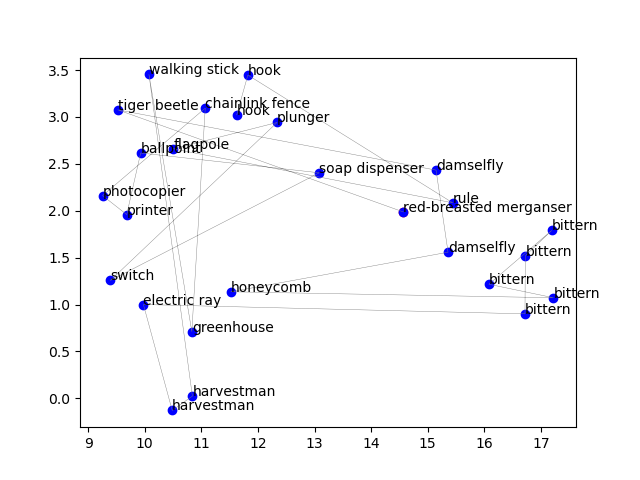 3.5
3.0
2.5
2.0
1.5
1.0
0.5
0.0
walking stick
hook
tiger beetle
chainlink fence
hook
plunger
ballpoint
flagpole
soap dispenser
damselfly
photocopier
rule
red-breasted merganser
printer
bittern
damselfly
bittern
switch
bittern
honeycomb
bittern
electric ray
bittern
greenhouse
harvestman
harvestman
9 10 11 12 13 14 15 16 17